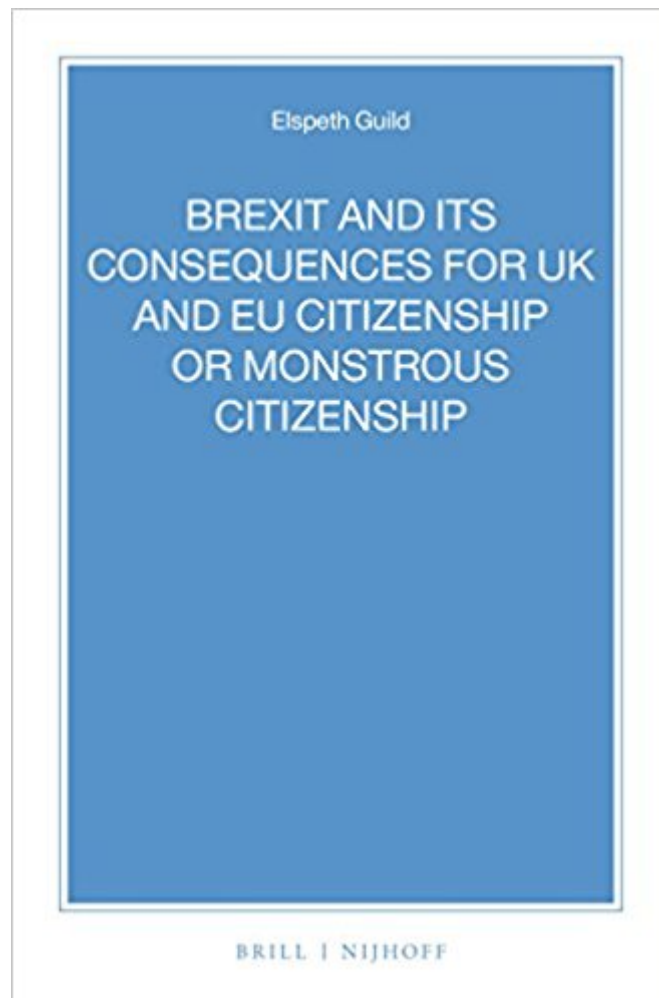 Elspeth Guild
BREXIT AND ITS
CONSEQUENCES FOR UK
AND EU CITIZENSHIP
OR MONSTROUS
CITIZENSHIP
BRILL | NIJHOFF